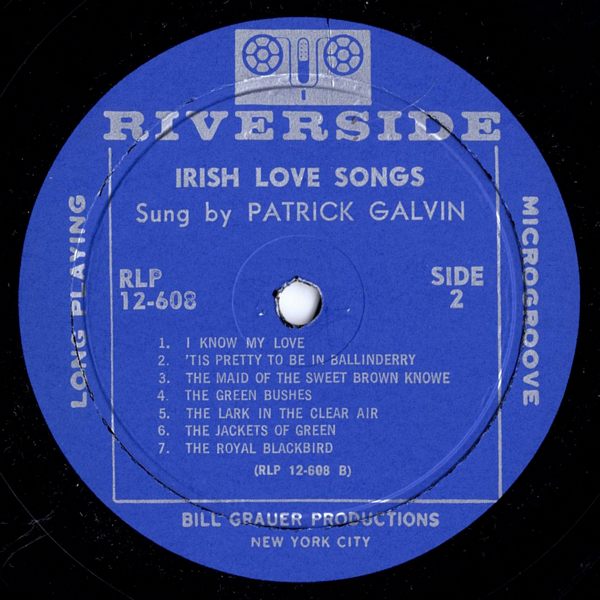 RIVERSIDE
IRISH LOVE SONGS
Sung by PATRICK GALVIN
LONG PLAYING
MICROGROOVE
RLP
12-608
SIDE
2
1. I KNOW MY LOVE
2. 'TIS PRETTY TO BE IN BALLINDERRY
3. THE MAID OF THE SWEET BROWN KNOWE
4. THE GREEN BUSHES
5. THE LARK IN THE CLEAR AIR
6. THE JACKETS OF GREEN
7. THE ROYAL BLACKBIRD
(RLP 12-608 B)
BILL GRAUER PRODUCTIONS
NEW YORK CITY